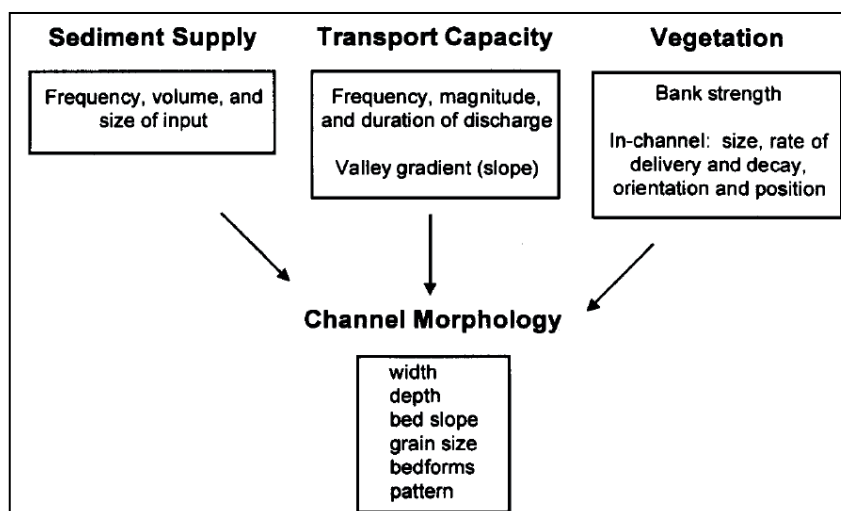 Sediment Supply
Frequency, volume, and
size of input
Transport Capacity
Frequency, magnitude,
and duration of discharge
Valley gradient (slope)
Vegetation
Bank strength
In-channel: size, rate of
delivery and decay,
orientation and position
Channel Morphology
width
depth
bed slope
grain size
bedforms
pattern